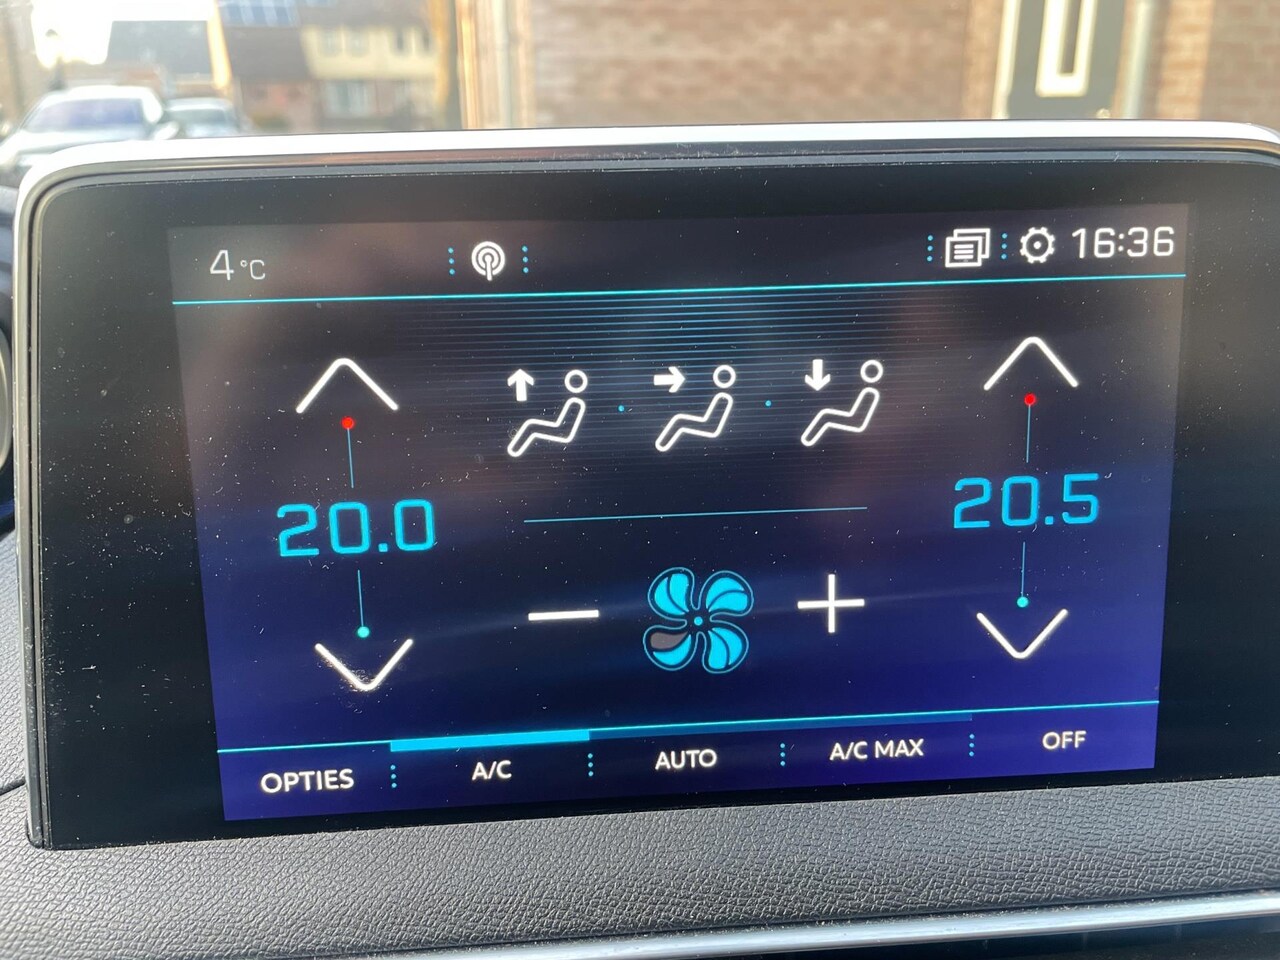 4°C 16:36
20.0 20.5
OPTIES A/C AUTO A/C MAX OFF